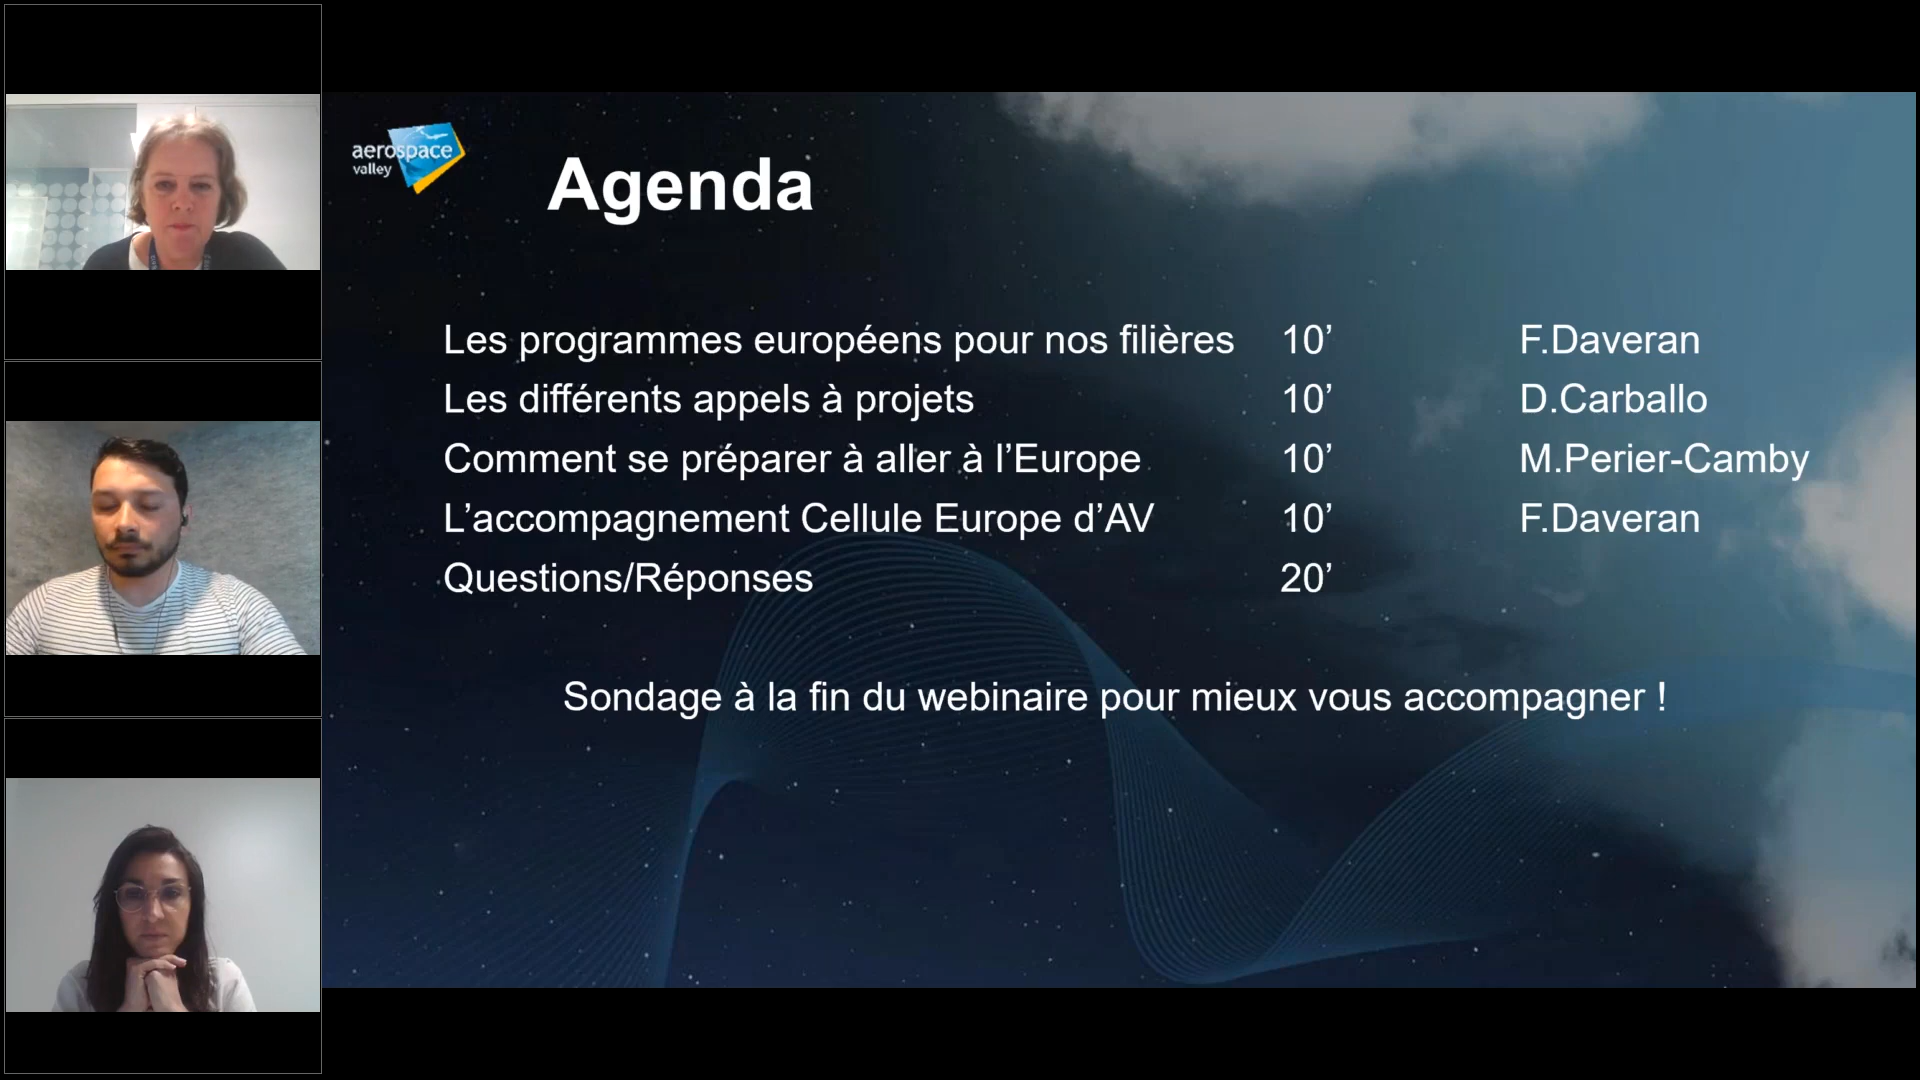 aerospace
valley
Agenda
Les programmes européens pour nos filières 10’ F.Daveran
Les différents appels à projets 10’ D.Carballo
Comment se préparer à aller à l’Europe 10’ M.Perier-Camby
L’accompagnement Cellule Europe d’AV 10’ F.Daveran
Questions/Réponses 20’
Sondage à la fin du webinaire pour mieux vous accompagner !